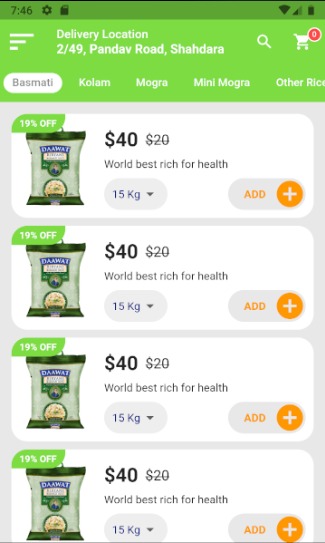 7:46
Delivery Location
2/49, Pandav Road, Shahdara
0
Basmati Kolam Mogra Mini Mogra Other Rice
19% OFF
DAAWAT
$40 $20
World best rich for health
15 Kg ADD
19% OFF
DAAWAT
$40 $20
World best rich for health
15 Kg ADD
19% OFF
DAAWAT
$40 $20
World best rich for health
15 Kg ADD
19% OFF
DAAWAT
$40 $20
World best rich for health
15 Kg ADD